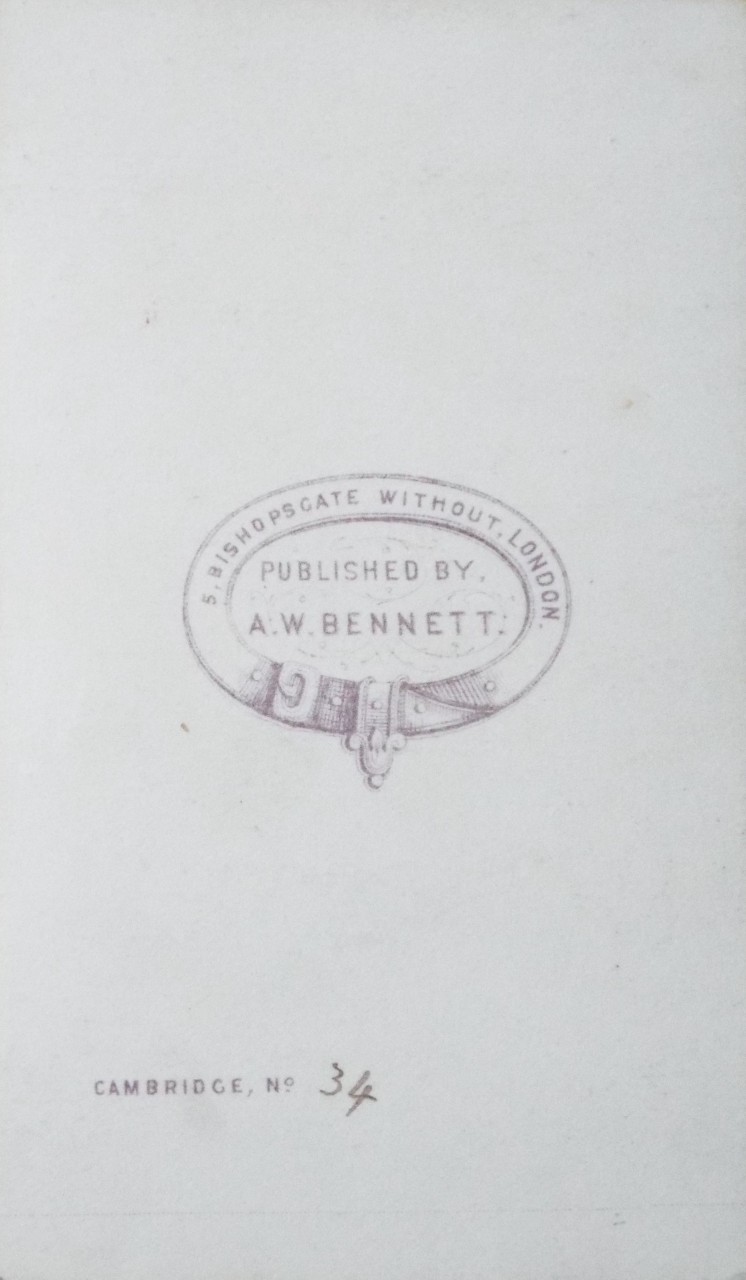 5, BISHOPSGATE WITHOUT, LONDON.
PUBLISHED BY,
A.W. BENNETT.
CAMBRIDGE, Nº 34